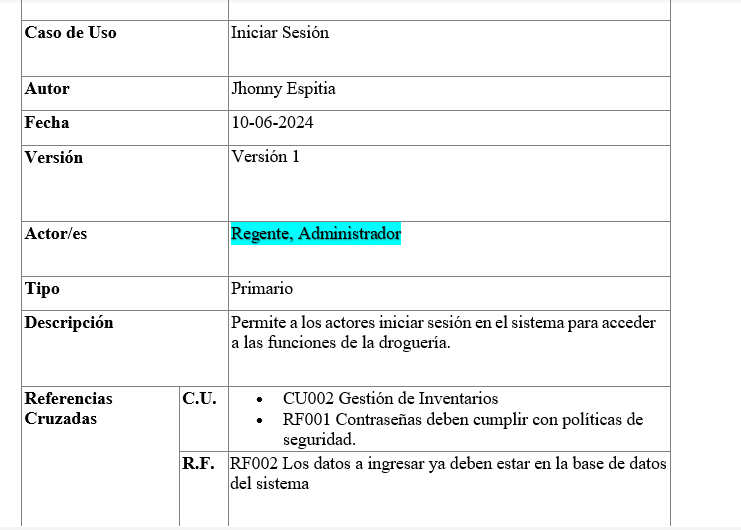 Caso de Uso Iniciar Sesión
Autor Jhonny Espitia
Fecha 10-06-2024
Versión Versión 1
Actor/es Regente, Administrador
Tipo Primario
Descripción Permite a los actores iniciar sesión en el sistema para acceder
a las funciones de la droguería.
Referencias C.U. • CU002 Gestión de Inventarios
Cruzadas • RF001 Contraseñas deben cumplir con políticas de
seguridad.
R.F. RF002 Los datos a ingresar ya deben estar en la base de datos
del sistema